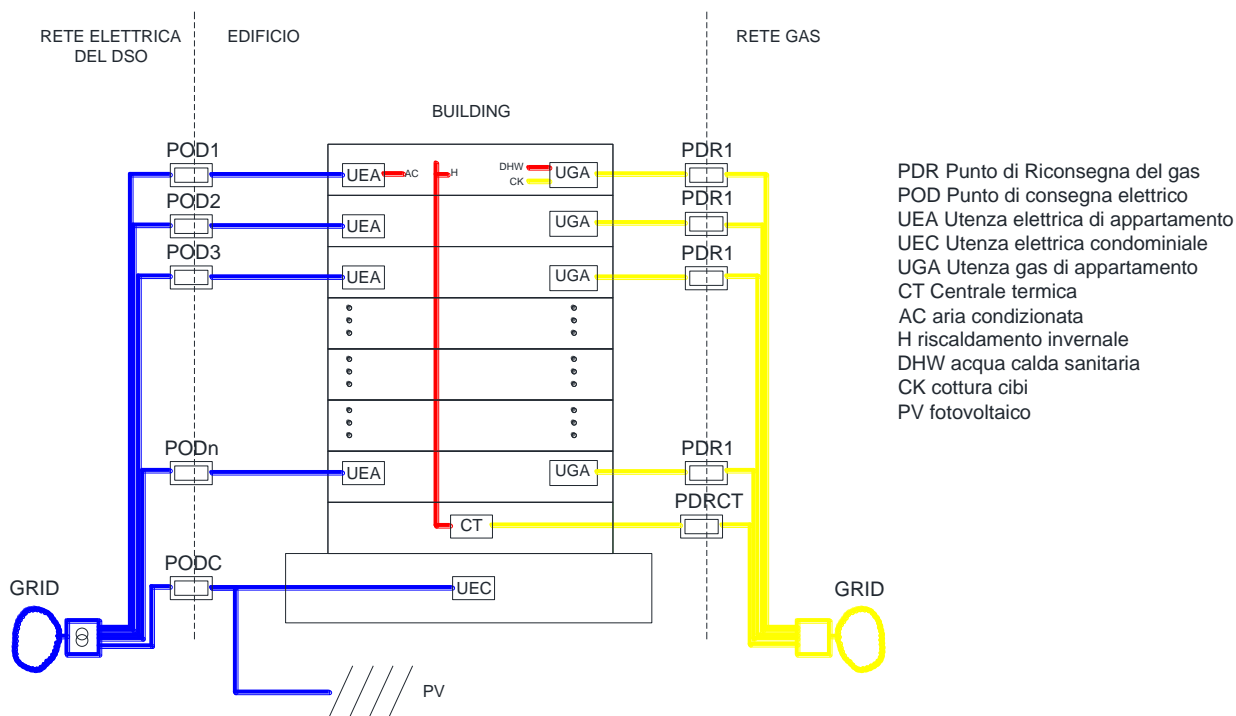 RETE ELETTRICA
DEL DSO
EDIFICIO
RETE GAS
BUILDING
POD1
PDR1
UEA
AC
H
DHW
CK
UGA
POD2
PDR1
UEA
UGA
POD3
PDR1
UEA
UGA
PODn
PDR1
UEA
UGA
PDRCT
CT
PODC
UEC
GRID
GRID
PV
PDR Punto di Riconsegna del gas
POD Punto di consegna elettrico
UEA Utenza elettrica di appartamento
UEC Utenza elettrica condominiale
UGA Utenza gas di appartamento
CT Centrale termica
AC aria condizionata
H riscaldamento invernale
DHW acqua calda sanitaria
CK cottura cibi
PV fotovoltaico